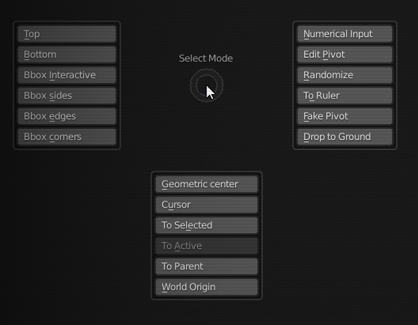 Top
Bottom
Bbox Interactive
Bbox sides
Bbox edges
Bbox corners
Select Mode
Numerical Input
Edit Pivot
Randomize
To Ruler
Fake Pivot
Drop to Ground
Geometric center
Cursor
To Selected
To Active
To Parent
World Origin